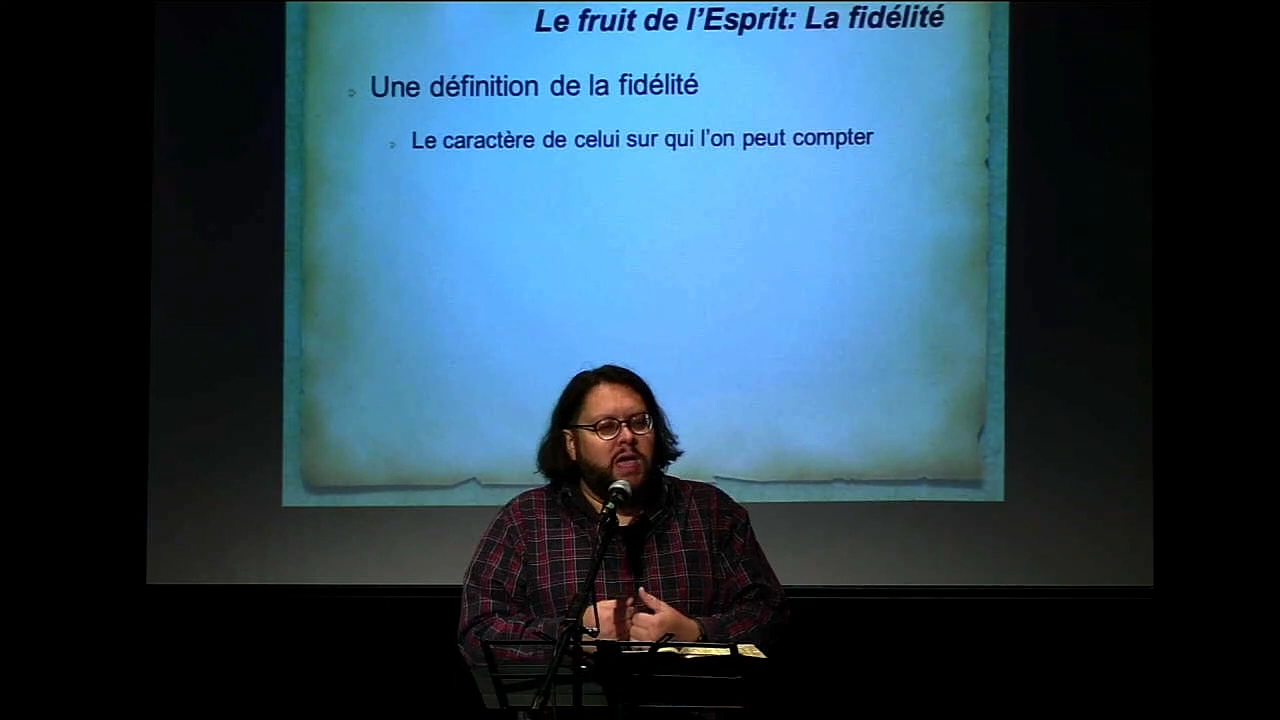 Le fruit de l’Esprit: La fidélité
Une définition de la fidélité
Le caractère de celui sur qui l’on peut compter